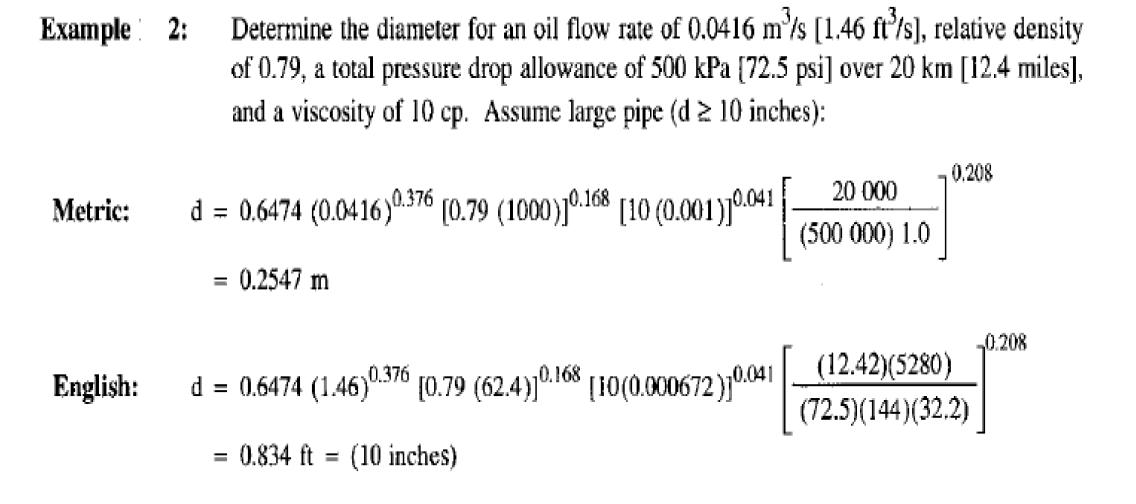 Example 2: Determine the diameter for an oil flow rate of 0.0416 m³/s [1.46 ft³/s], relative density
of 0.79, a total pressure drop allowance of 500 kPa [72.5 psi] over 20 km [12.4 miles],
and a viscosity of 10 cp. Assume large pipe (d ≥ 10 inches):
Metric: d = 0.6474 (0.0416)^0.376 [0.79 (1000)]^0.168 [10 (0.001)]^0.041 [20 000 / (500 000) 1.0]^0.208
= 0.2547 m
English: d = 0.6474 (1.46)^0.376 [0.79 (62.4)]^0.168 [10(0.000672)]^0.041 [(12.42)(5280) / (72.5)(144)(32.2)]^0.208
= 0.834 ft = (10 inches)